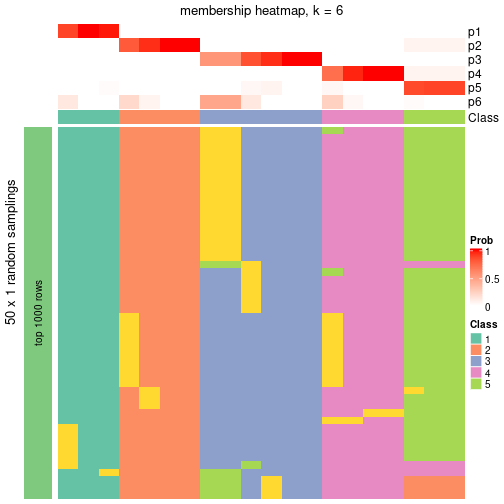 membership heatmap, k = 6
p1
p2
p3
p4
p5
p6
Class
50 x 1 random samplings
top 1000 rows
Prob
1
0.5
0
Class
1
2
3
4
5